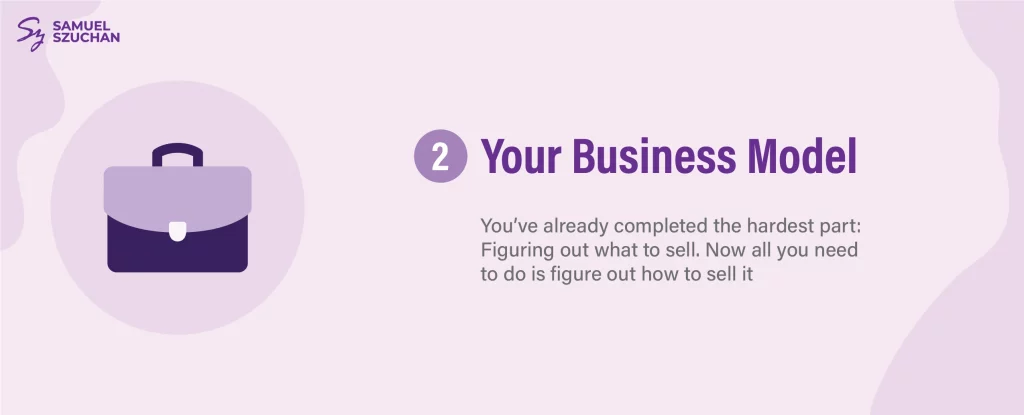 SAMUEL
SZUCHAN
2 Your Business Model
You’ve already completed the hardest part:
Figuring out what to sell. Now all you need
to do is figure out how to sell it